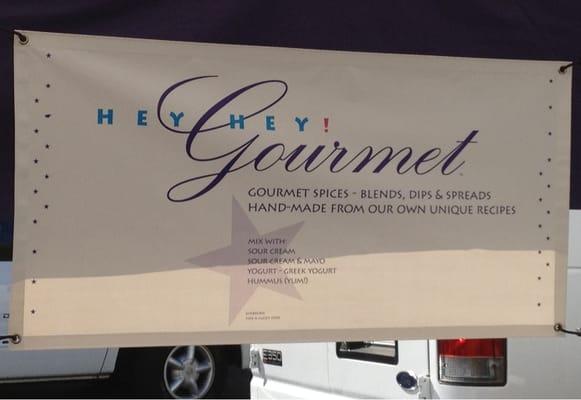 HEY HEY!
Gourmet
GOURMET SPICES - BLENDS, DIPS & SPREADS
HAND-MADE FROM OUR OWN UNIQUE RECIPES
MIX WITH:
SOUR CREAM
SOUR CREAM & MAYO
YOGURT - GREEK YOGURT
HUMMUS (YUM!)
E350